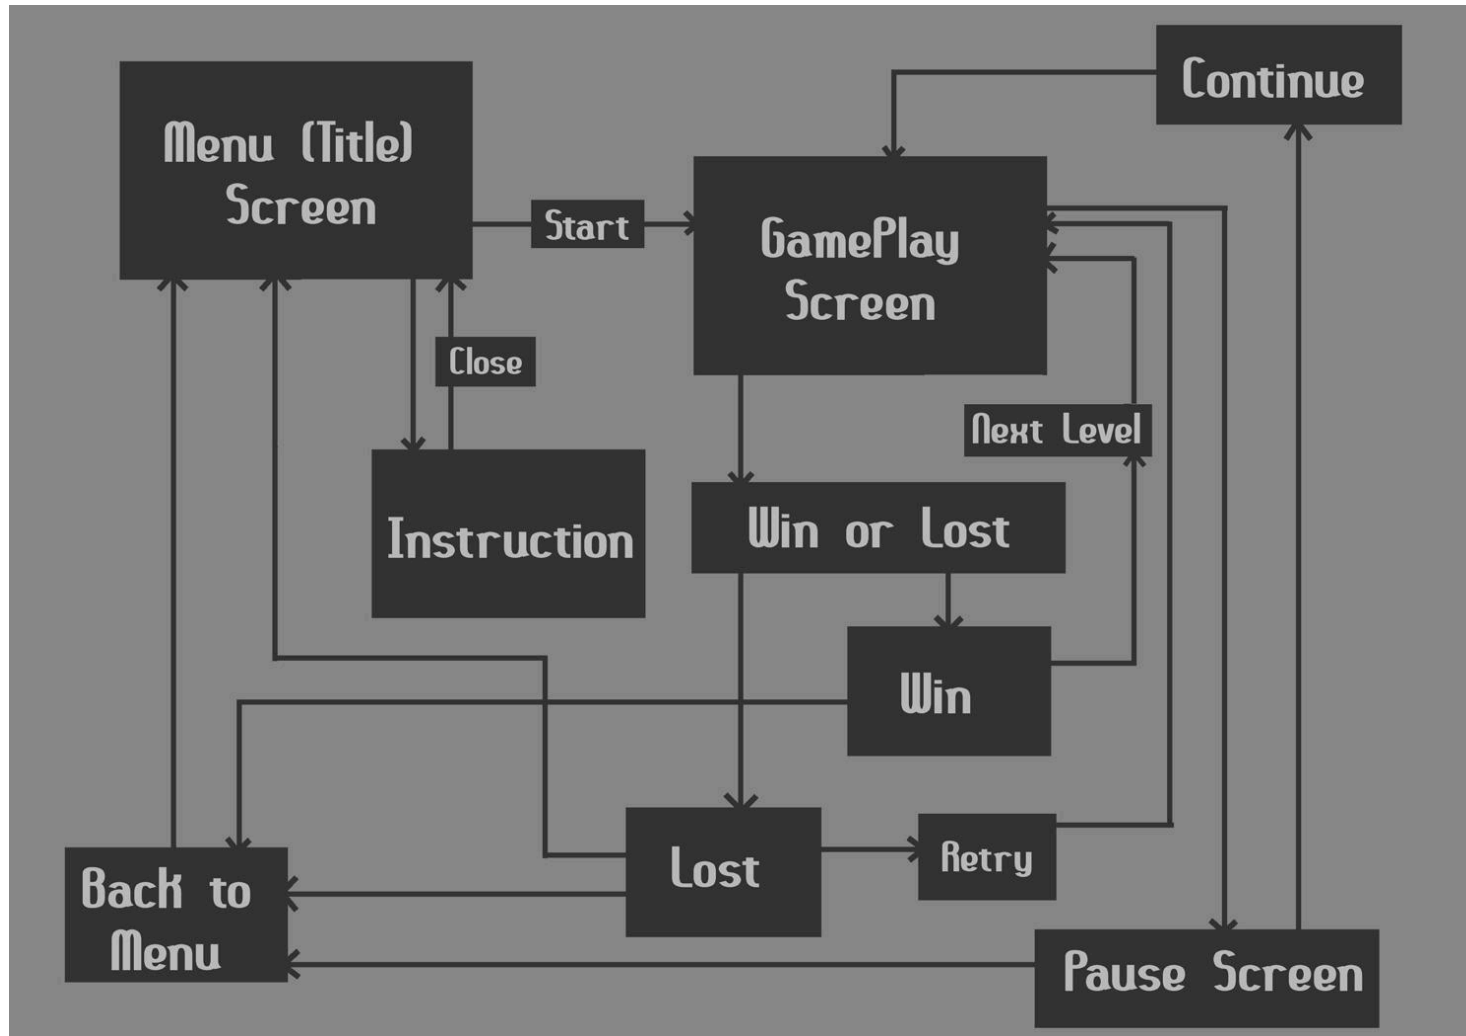 Continue
Menu (Title)
Screen
Start
GamePlay
Screen
Close
Next Level
Instruction
Win or Lost
Win
Lost
Retry
Back to
Menu
Pause Screen